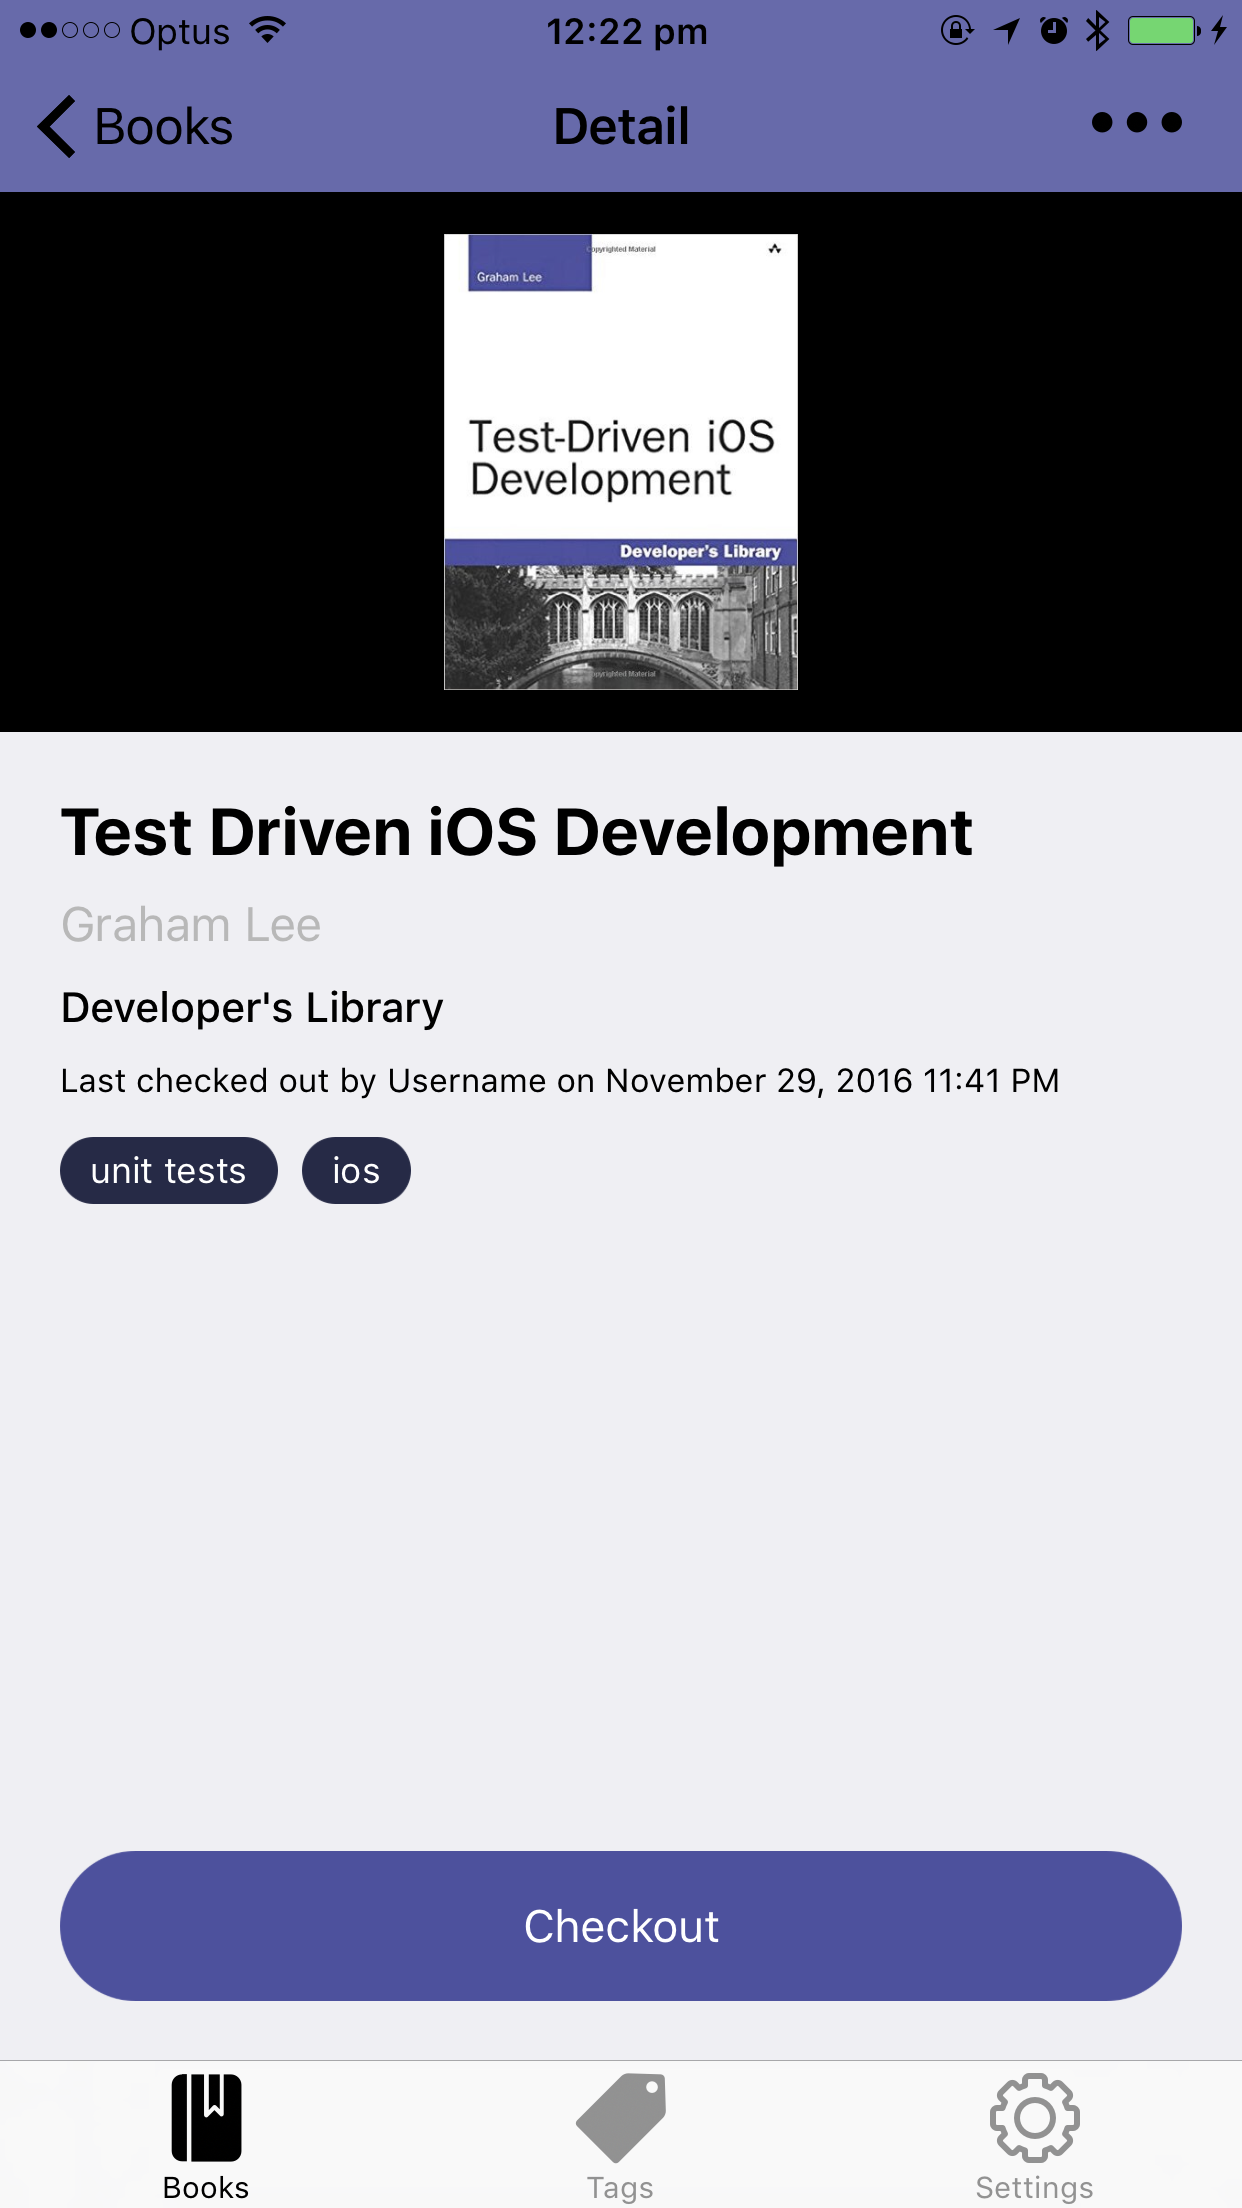 Optus 12:22 pm
Books Detail
Copyrighted Material
Graham Lee
Test-Driven iOS
Development
Developer's Library
Copyrighted Material
Test Driven iOS Development
Graham Lee
Developer's Library
Last checked out by Username on November 29, 2016 11:41 PM
unit tests ios
Checkout
Books Tags Settings